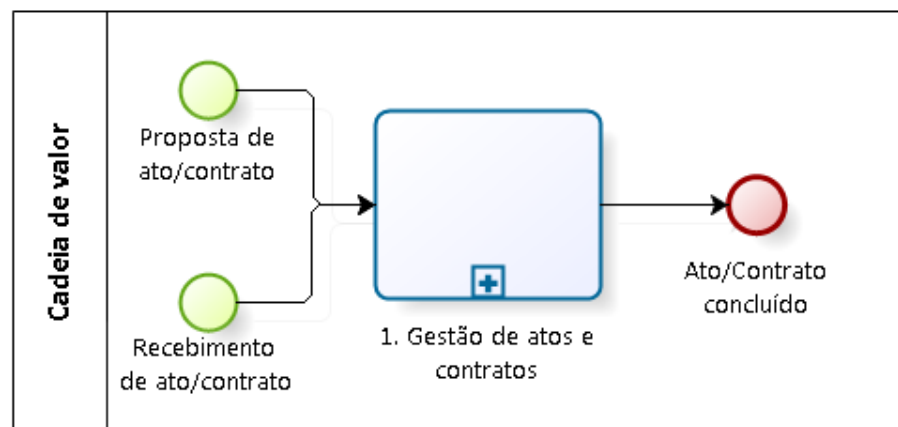 Cadeia de valor
Proposta de
ato/contrato
Recebimento
de ato/contrato
1. Gestão de atos e
contratos
Ato/Contrato
concluído